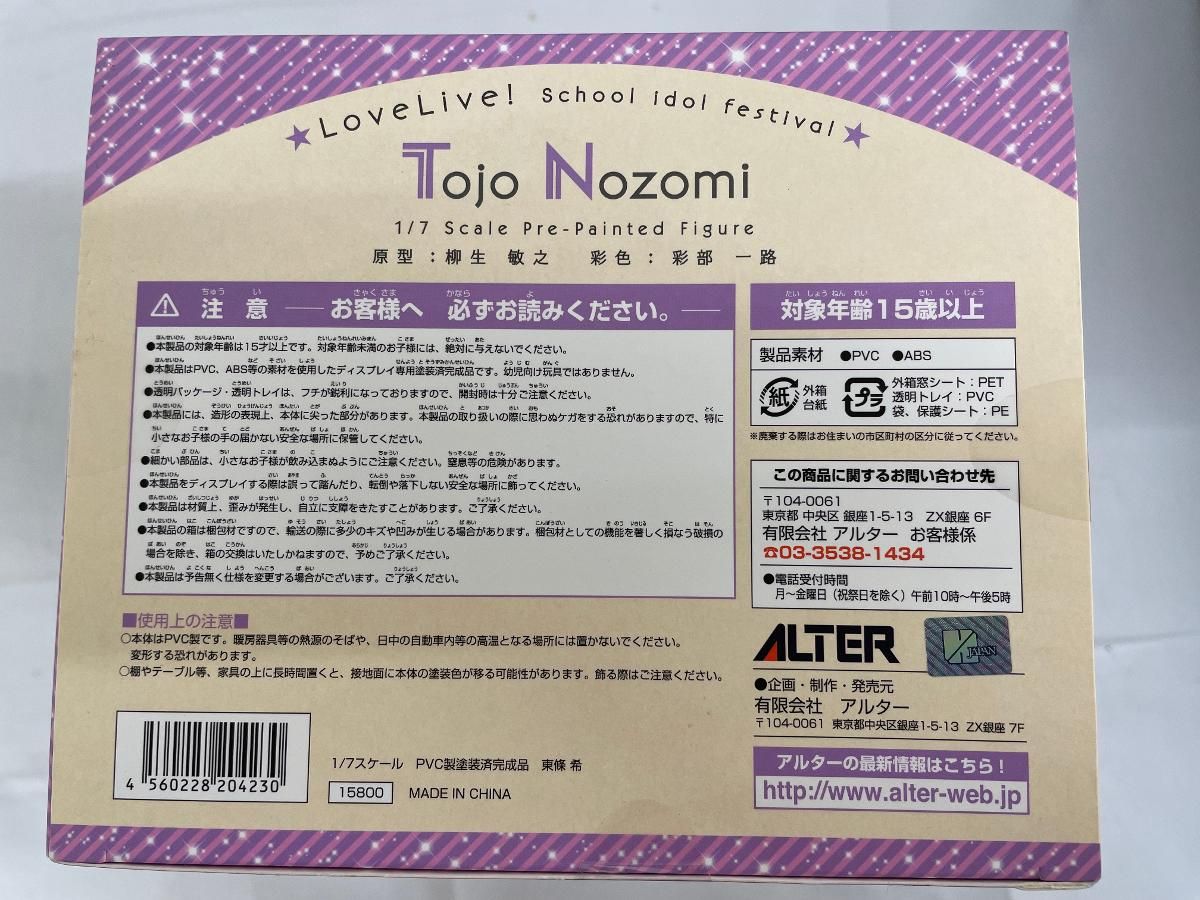 ★LoveLive! School idol festival★
Tojo Nozomi
1/7 Scale Pre-Painted Figure
原型：柳生 敏之　彩色：彩部 一路
⚠注 意 ― お客様へ 必ずお読みください。―
●本製品の対象年齢は15才以上です。対象年齢未満のお子様には、絶対に与えないでください。
●本製品はPVC、ABS等の素材を使用したディスプレイ専用塗装済完成品です。幼児向け玩具ではありません。
●透明パッケージ・透明トレイは、フチが鋭利になっておりますので、開封時は十分ご注意ください。
●本製品には、造形の表現上、本体に尖った部分があります。本製品の取り扱いの際に思わぬケガをする恐れがありますので、特に
小さなお子様の手の届かない安全な場所に保管してください。
●細かい部品は、小さなお子様が飲み込まぬようにご注意ください。窒息等の危険があります。
●本製品をディスプレイする際は誤って踏んだり、転倒や落下しない安全な場所に飾ってください。
●本製品は材質上、歪みが発生し、自立に支障をきたすことがあります。ご了承ください。
●本製品の箱は梱包材ですので、輸送の際に多少のキズや凹みが生じる場合があります。梱包材としての機能を著しく損なう破損の
場合を除き、箱の交換はいたしかねますので、予めご了承ください。
●本製品は予告無く仕様を変更する場合がございます。ご了承ください。
■使用上の注意■
○本体はPVC製です。暖房器具等の熱源のそばや、日中の自動車内等の高温となる場所には置かないでください。
変形する恐れがあります。
○棚やテーブル等、家具の上に長時間置くと、接地面に本体の塗装色が移る可能性があります。飾る際はご注意ください。
4 560228 204230
1/7スケール　PVC製塗装済完成品　東條 希
15800　MADE IN CHINA
対象年齢15歳以上
製品素材　●PVC　●ABS
紙 外箱
台紙
プラ 外箱窓シート：PET
透明トレイ：PVC
袋、保護シート：PE
※廃棄する際はお住まいの市区町村の区分に従ってください。
この商品に関するお問い合わせ先
〒104-0061
東京都 中央区 銀座1-5-13　ZX銀座 6F
有限会社 アルター　お客様係
☎03-3538-1434
●電話受付時間
月〜金曜日（祝祭日を除く）午前10時〜午後5時
ALTER
JAPAN
●企画・制作・発売元
有限会社　アルター
〒104-0061　東京都中央区銀座1-5-13　ZX銀座 7F
アルターの最新情報はこちら！
http://www.alter-web.jp